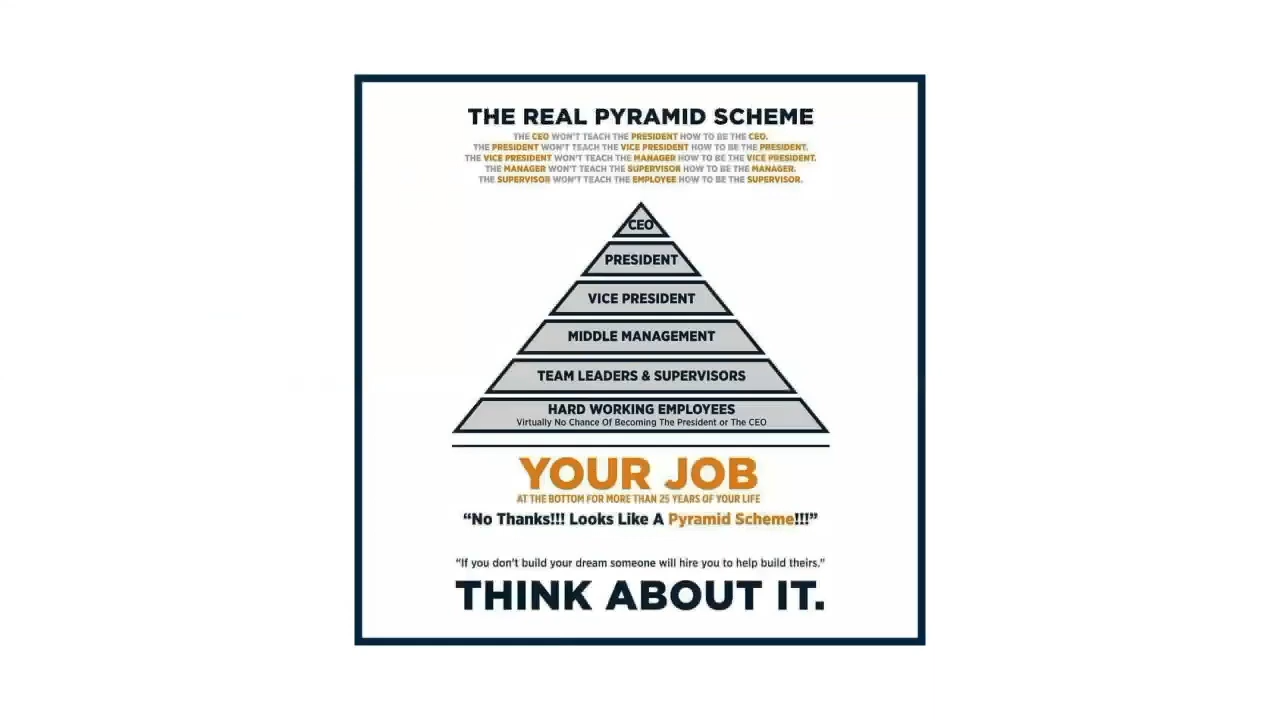 THE REAL PYRAMID SCHEME
THE CEO WON'T TEACH THE PRESIDENT HOW TO BE THE CEO.
THE PRESIDENT WON'T TEACH THE VICE PRESIDENT HOW TO BE THE PRESIDENT.
THE VICE PRESIDENT WON'T TEACH THE MANAGER HOW TO BE THE VICE PRESIDENT.
THE MANAGER WON'T TEACH THE SUPERVISOR HOW TO BE THE MANAGER.
THE SUPERVISOR WON'T TEACH THE EMPLOYEE HOW TO BE THE SUPERVISOR.
CEO
PRESIDENT
VICE PRESIDENT
MIDDLE MANAGEMENT
TEAM LEADERS & SUPERVISORS
HARD WORKING EMPLOYEES
Virtually No Chance Of Becoming The President or The CEO
YOUR JOB
AT THE BOTTOM FOR MORE THAN 25 YEARS OF YOUR LIFE
“No Thanks!!! Looks Like A Pyramid Scheme!!!”
“If you don't build your dream someone will hire you to help build theirs.”
THINK ABOUT IT.